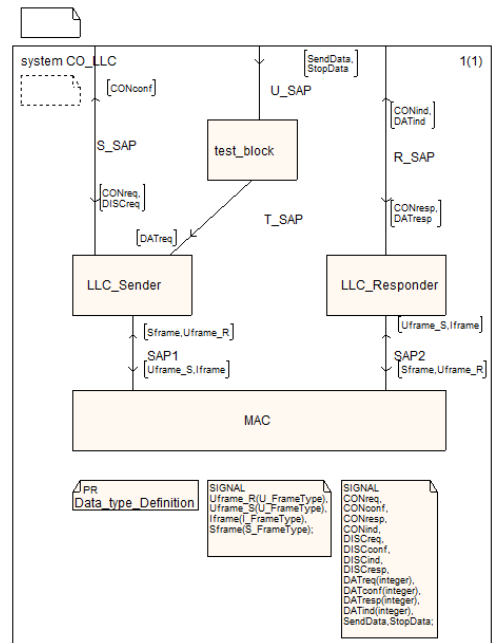 system CO_LLC
1(1)
[CONconf]
[SendData,
StopData]
U_SAP
S_SAP
test_block
[CONind,
DATind]
R_SAP
[CONreq,
DISCreq]
T_SAP
[CONresp,
DATresp]
[DATreq]
LLC_Sender
LLC_Responder
[Sframe,Uframe_R]
[Uframe_S,Iframe]
SAP1
SAP2
[Uframe_S,Iframe]
[Sframe,Uframe_R]
MAC
PR
Data_type_Definition
SIGNAL
Uframe_R(U_FrameType),
Uframe_S(U_FrameType),
Iframe(I_FrameType),
Sframe(S_FrameType);
SIGNAL
CONreq,
CONconf,
CONresp,
CONind,
DISCreq,
DISCconf,
DISCind,
DISCresp,
DATreq(integer),
DATconf(integer),
DATresp(integer),
DATind(integer),
SendData,StopData;